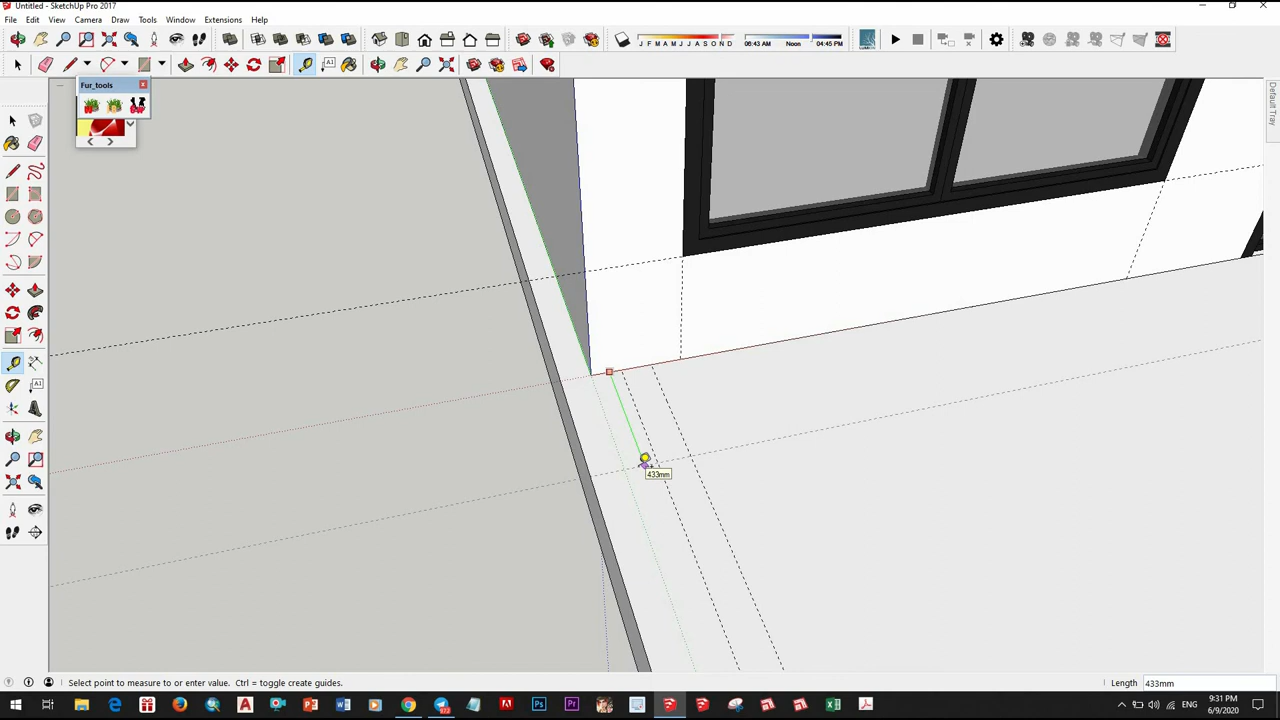 Untitled - SketchUp Pro 2017
File Edit View Camera Draw Tools Window Extensions Help
J F M A M J J A S O N D 06:43 AM Noon 04:45 PM
A1
Fur_tools
Default Tray
A1
433mm
Select point to measure to or enter value. Ctrl = toggle create guides.
Length 433mm
ENG 9:31 PM
6/9/2020